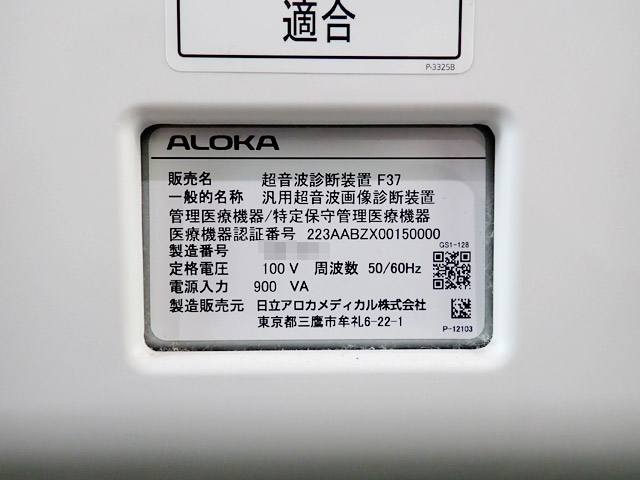 適合
P-3325B
ALOKA
販売名 超音波診断装置 F37
一般的名称 汎用超音波画像診断装置
管理医療機器/特定保守管理医療機器
医療機器認証番号 223AABZX00150000
製造番号
GS1-128
定格電圧 100 V 周波数 50/60Hz
電源入力 900 VA
製造販売元 日立アロカメディカル株式会社
東京都三鷹市牟礼6-22-1
P-12103